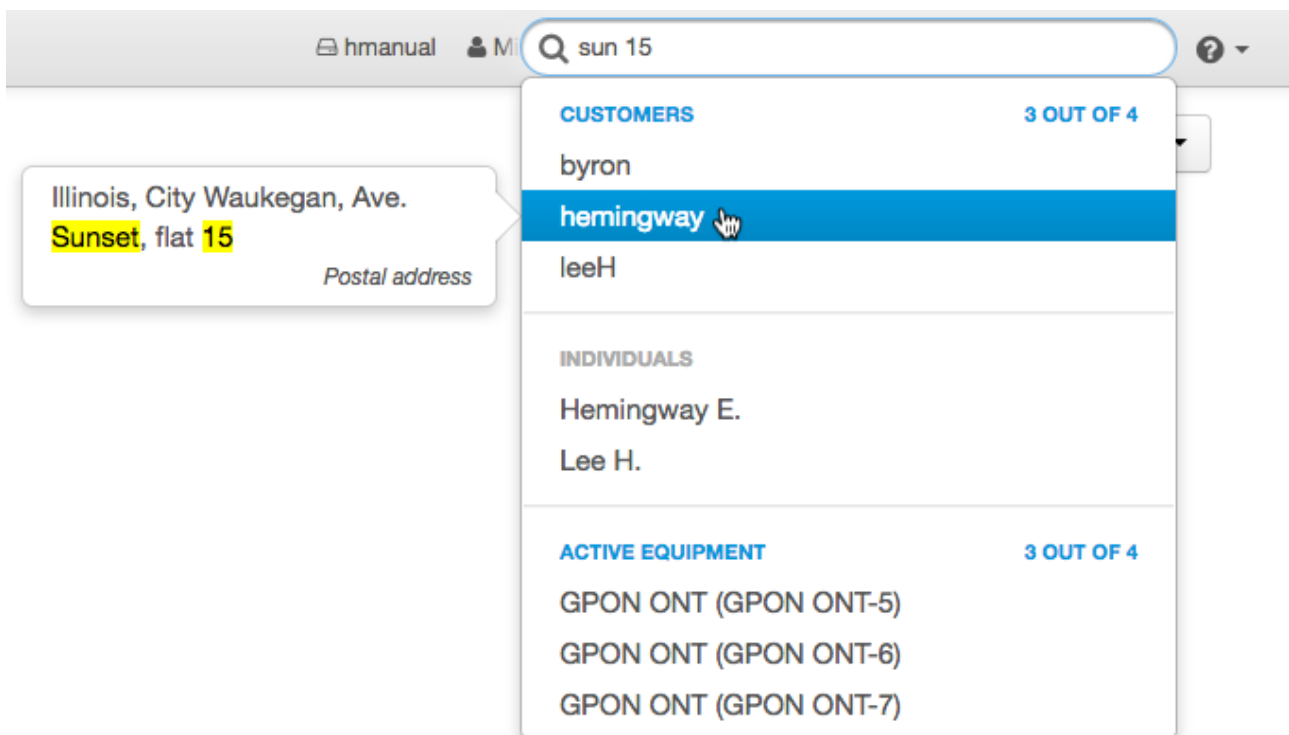 hmanual
sun 15
CUSTOMERS 3 OUT OF 4
byron
Illinois, City Waukegan, Ave.
Sunset, flat 15
Postal address
hemingway
leeH
INDIVIDUALS
Hemingway E.
Lee H.
ACTIVE EQUIPMENT 3 OUT OF 4
GPON ONT (GPON ONT-5)
GPON ONT (GPON ONT-6)
GPON ONT (GPON ONT-7)